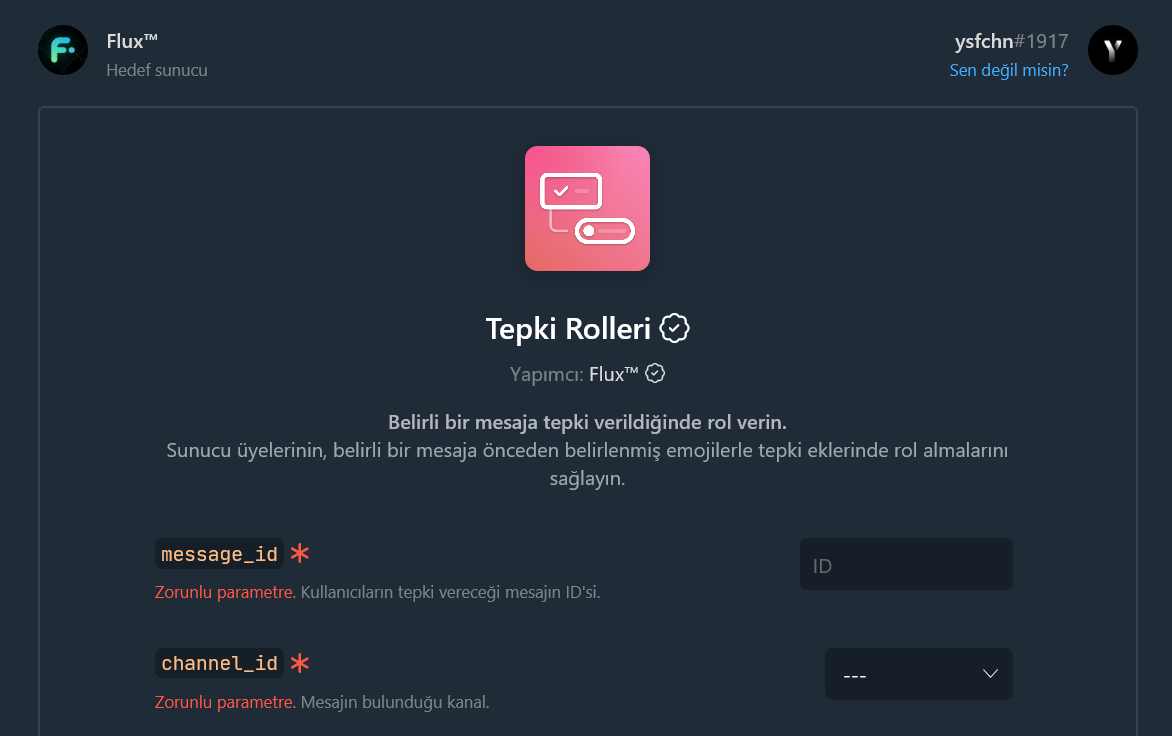 Flux™
Hedef sunucu
ysfchn#1917
Sen değil misin?
Tepki Rolleri
Yapımcı: Flux™
Belirli bir mesaja tepki verildiğinde rol verin.
Sunucu üyelerinin, belirli bir mesaja önceden belirlenmiş emojilerle tepki eklerinde rol almalarını
sağlayın.
message_id *
ID
Zorunlu parametre. Kullanıcıların tepki vereceği mesajın ID'si.
channel_id *
---
Zorunlu parametre. Mesajın bulunduğu kanal.